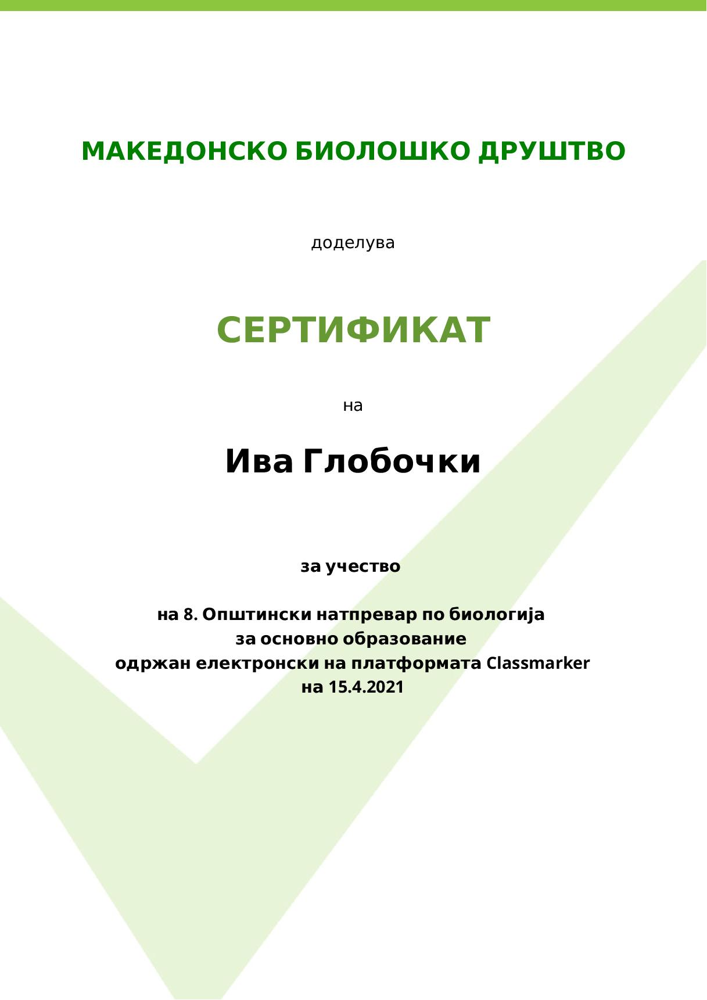 МАКЕДОНСКО БИОЛОШКО ДРУШТВО
доделува
СЕРТИФИКАТ
на
Ива Глобочки
за учество
на 8. Општински натпревар по биологија
за основно образование
одржан електронски на платформата Classmarker
на 15.4.2021